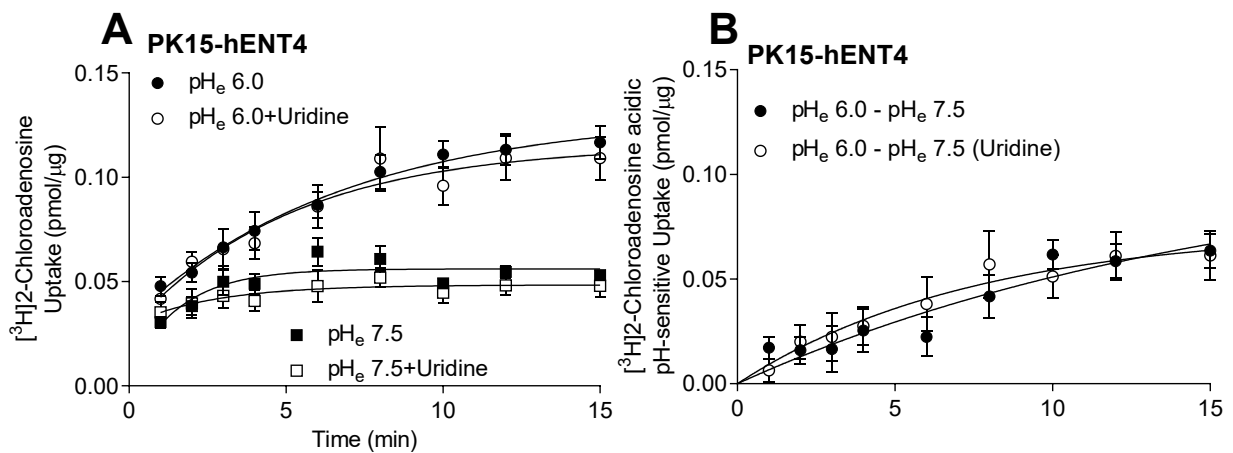 A
PK15-hENT4
pHe 6.0
pHe 6.0+Uridine
pHe 7.5
pHe 7.5+Uridine
[3H]2-Chloroadenosine
Uptake (pmol/µg)
0.15
0.10
0.05
0.00
0
5
10
15
Time (min)
B
PK15-hENT4
pHe 6.0 - pHe 7.5
pHe 6.0 - pHe 7.5 (Uridine)
[3H]2-Chloroadenosine acidic
pH-sensitive Uptake (pmol/µg)
0.15
0.10
0.05
0.00
0
5
10
15